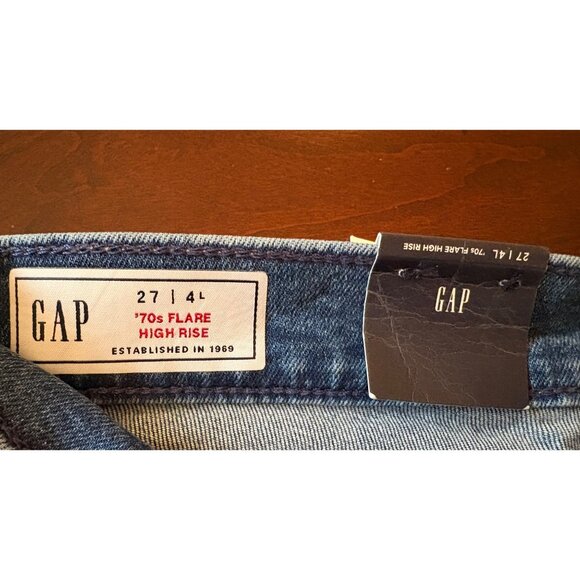 GAP
27 | 4L
'70s FLARE
HIGH RISE
ESTABLISHED IN 1969
27 | 4L '70s FLARE HIGH RISE
GAP